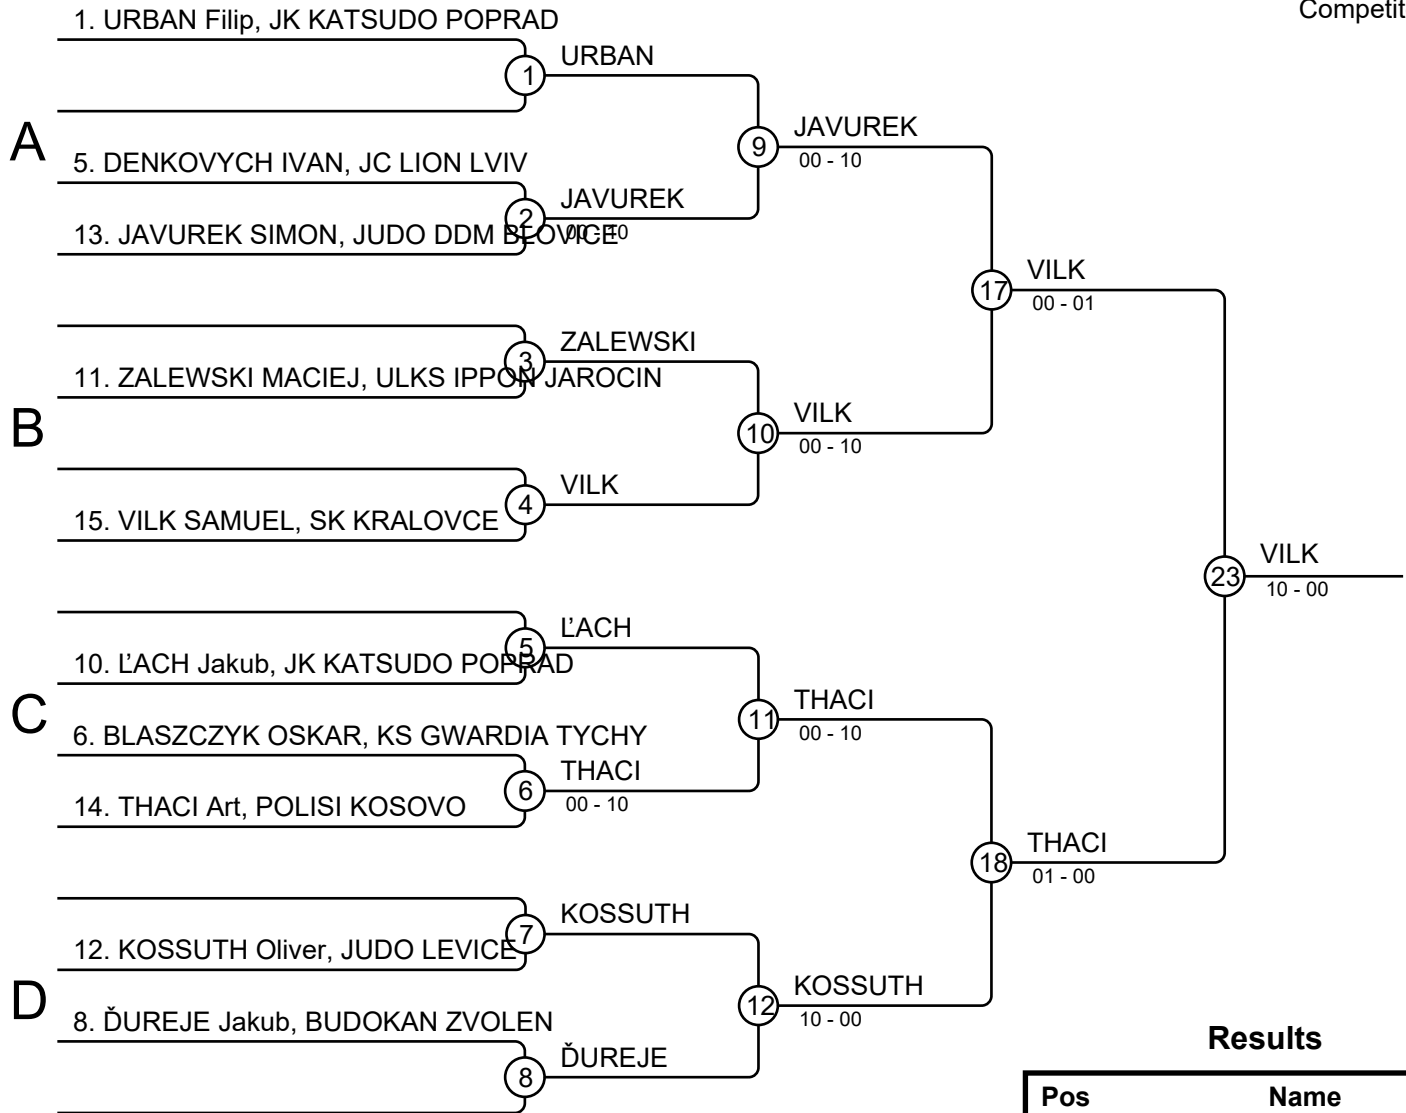 Competit
1. URBAN Filip, JK KATSUDO POPRAD
1
URBAN
A
9
JAVUREK
00 - 10
5. DENKOVYCH IVAN, JC LION LVIV
2
JAVUREK
00 - 10
13. JAVUREK SIMON, JUDO DDM BLOVICE
17
VILK
00 - 01
3
ZALEWSKI
11. ZALEWSKI MACIEJ, ULKS IPPON JAROCIN
B
10
VILK
00 - 10
4
VILK
15. VILK SAMUEL, SK KRALOVCE
23
VILK
10 - 00
5
ĽACH
10. ĽACH Jakub, JK KATSUDO POPRAD
C
11
THACI
00 - 10
6. BLASZCZYK OSKAR, KS GWARDIA TYCHY
6
THACI
00 - 10
14. THACI Art, POLISI KOSOVO
18
THACI
01 - 00
7
KOSSUTH
12. KOSSUTH Oliver, JUDO LEVICE
D
12
KOSSUTH
10 - 00
8. ĎUREJE Jakub, BUDOKAN ZVOLEN
8
ĎUREJE
Results
Pos Name